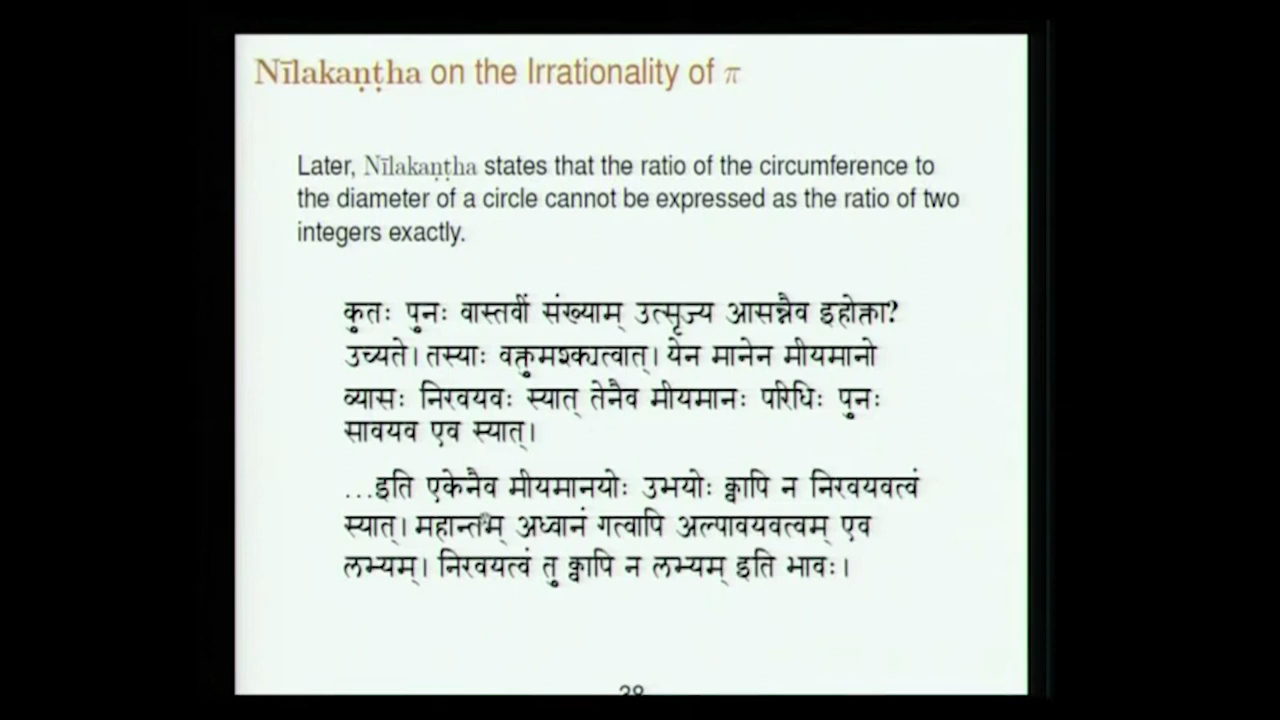 Nīlakaṇṭha on the Irrationality of π
Later, Nīlakaṇṭha states that the ratio of the circumference to
the diameter of a circle cannot be expressed as the ratio of two
integers exactly.
कुतः पुनः वास्तवीं संख्याम् उत्सृज्य आसन्नैव इहोक्ता?
उच्यते। तस्याः वक्तुमशक्यत्वात्। येन मानेन मीयमानो
व्यासः निरवयवः स्यात् तेनैव मीयमानः परिधिः पुनः
सावयव एव स्यात्।
...इति एकेनैव मीयमानयोः उभयोः क्वापि न निरवयवत्वं
स्यात्। महान्तम् अध्वानं गत्वापि अल्पावयवत्वम् एव
लभ्यम्। निरवयत्वं तु क्वापि न लभ्यम् इति भावः।